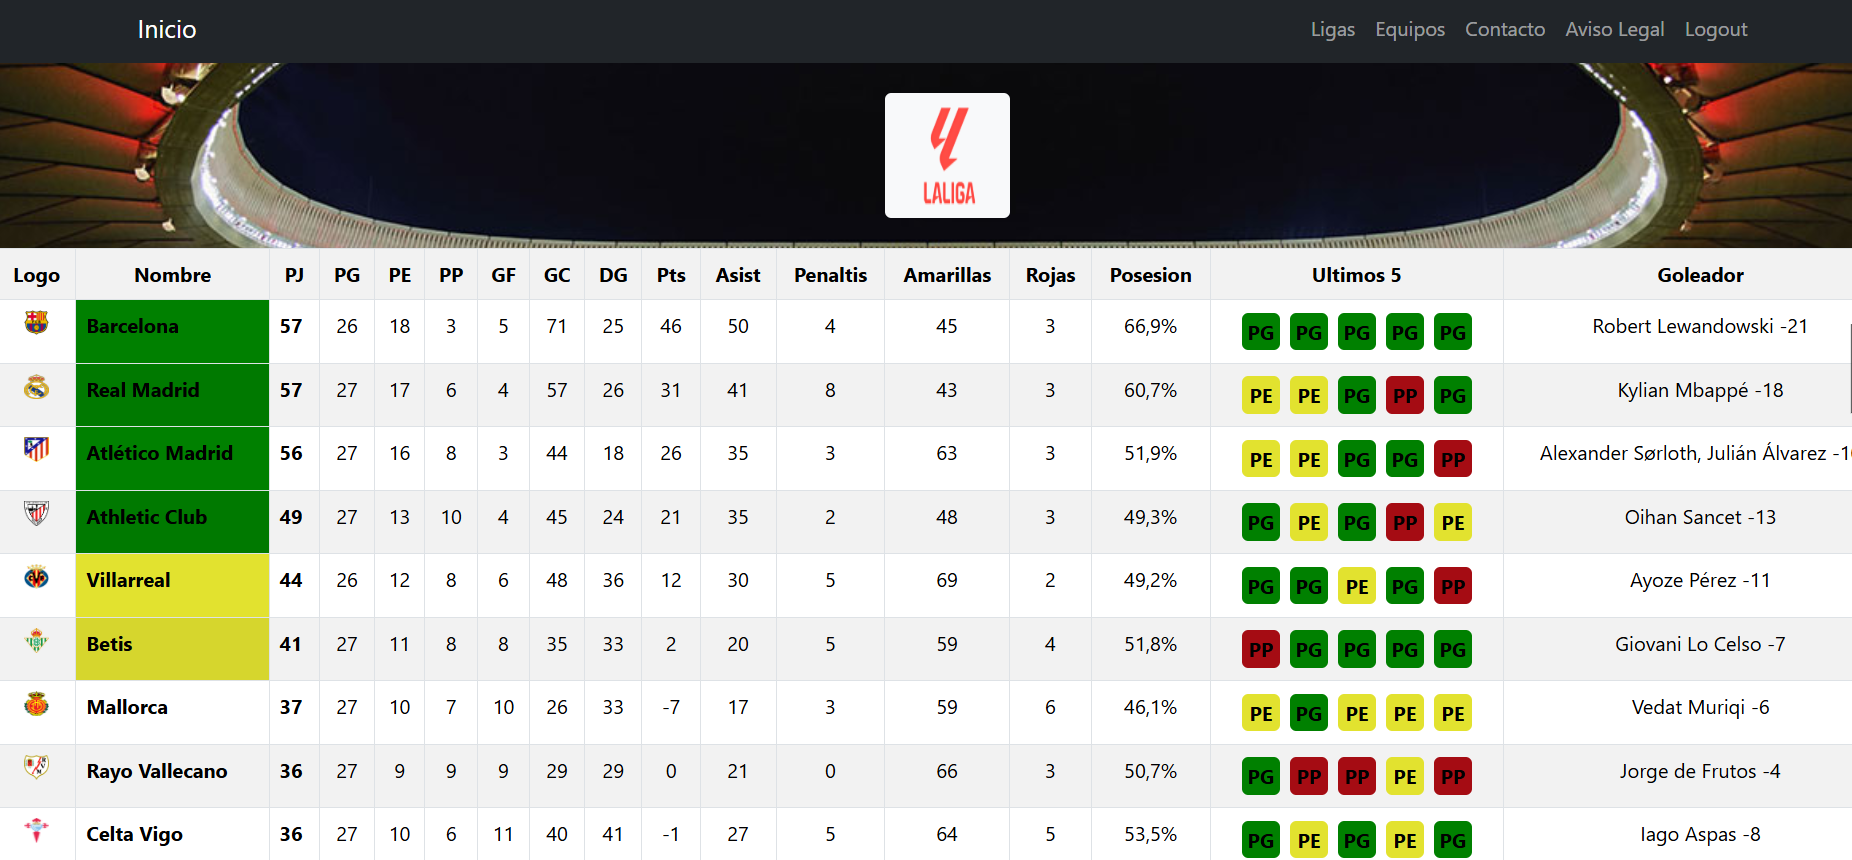 Inicio Ligas Equipos Contacto Aviso Legal Logout
LALIGA
Logo Nombre PJ PG PE PP GF GC DG Pts Asist Penaltis Amarillas Rojas Posesion Ultimos 5 Goleador
Barcelona 57 26 18 3 5 71 25 46 50 4 45 3 66,9% PG PG PG PG PG Robert Lewandowski -21
Real Madrid 57 27 17 6 4 57 26 31 41 8 43 3 60,7% PE PE PG PP PG Kylian Mbappé -18
Atlético Madrid 56 27 16 8 3 44 18 26 35 3 63 3 51,9% PE PE PG PG PP Alexander Sørloth, Julián Álvarez -1
Athletic Club 49 27 13 10 4 45 24 21 35 2 48 3 49,3% PG PE PG PP PE Oihan Sancet -13
Villarreal 44 26 12 8 6 48 36 12 30 5 69 2 49,2% PG PG PE PG PP Ayoze Pérez -11
Betis 41 27 11 8 8 35 33 2 20 5 59 4 51,8% PP PG PG PG PG Giovani Lo Celso -7
Mallorca 37 27 10 7 10 26 33 -7 17 3 59 6 46,1% PE PG PE PE PE Vedat Muriqi -6
Rayo Vallecano 36 27 9 9 9 29 29 0 21 0 66 3 50,7% PG PP PP PE PP Jorge de Frutos -4
Celta Vigo 36 27 10 6 11 40 41 -1 27 5 64 5 53,5% PG PE PG PE PG Iago Aspas -8